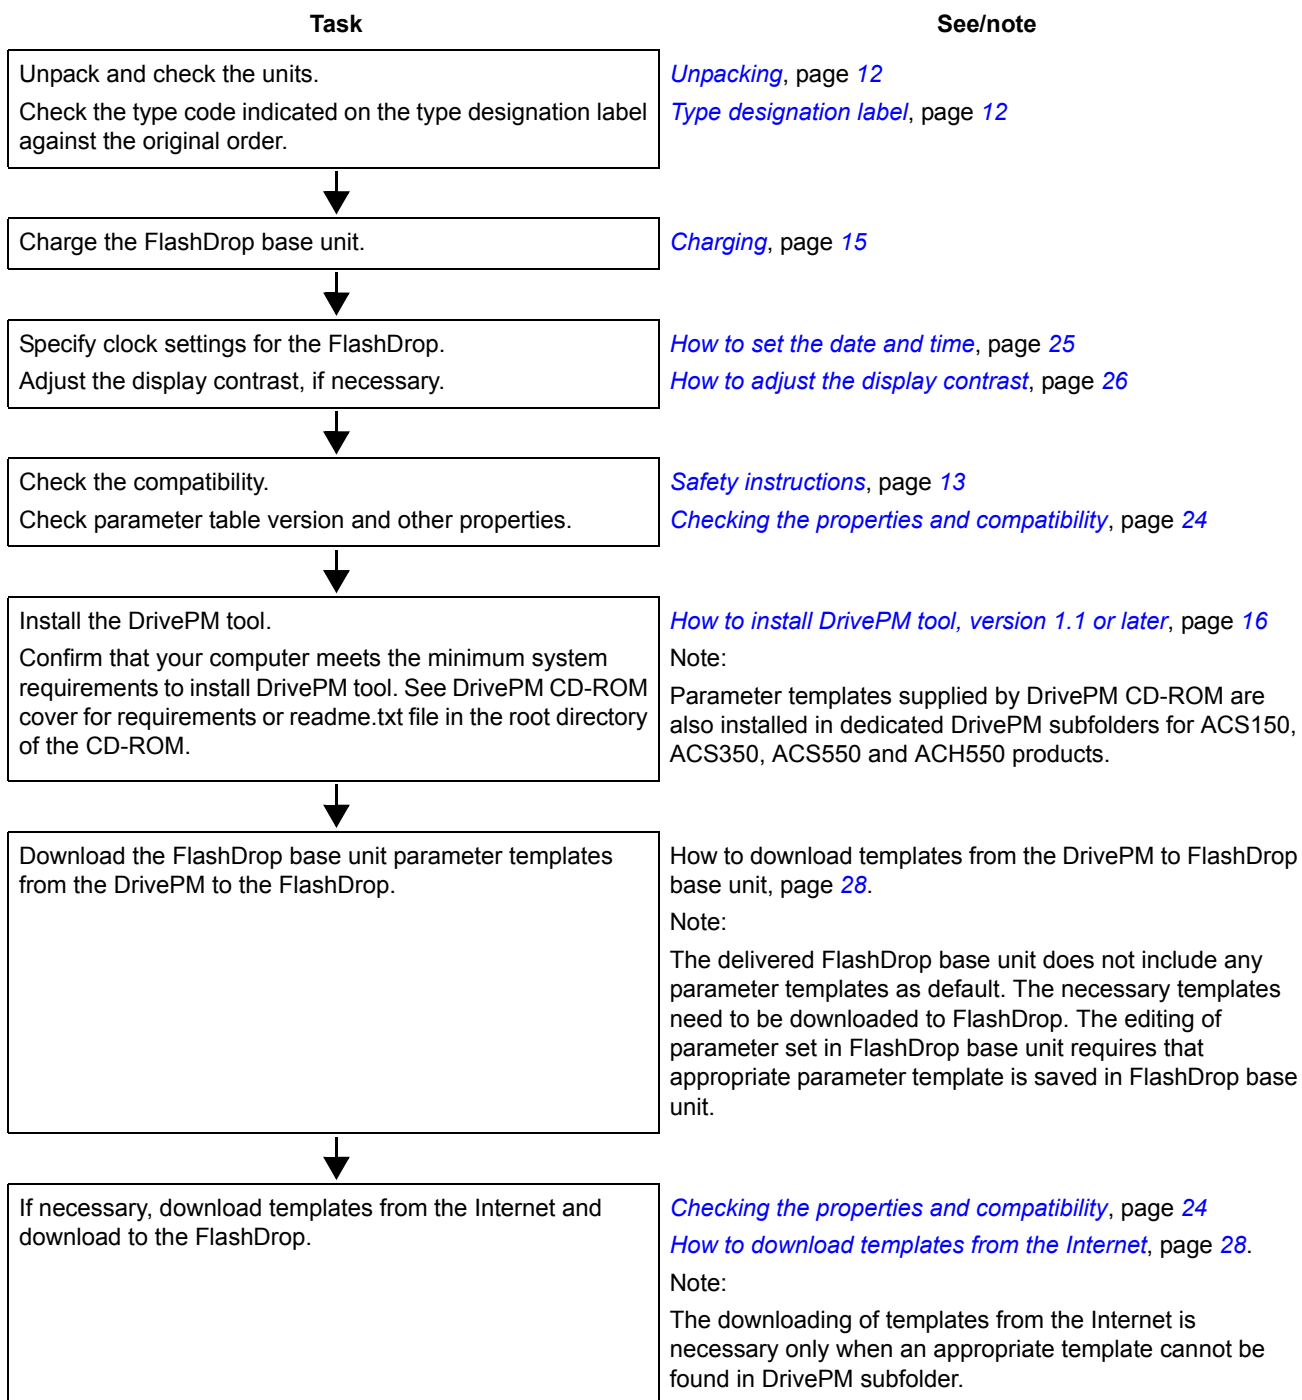 Task
See/note
Unpack and check the units.
Check the type code indicated on the type designation label
against the original order.
Unpacking, page 12
Type designation label, page 12
Charge the FlashDrop base unit.
Charging, page 15
Specify clock settings for the FlashDrop.
Adjust the display contrast, if necessary.
How to set the date and time, page 25
How to adjust the display contrast, page 26
Check the compatibility.
Check parameter table version and other properties.
Safety instructions, page 13
Checking the properties and compatibility, page 24
Install the DrivePM tool.
Confirm that your computer meets the minimum system
requirements to install DrivePM tool. See DrivePM CD-ROM
cover for requirements or readme.txt file in the root directory
of the CD-ROM.
How to install DrivePM tool, version 1.1 or later, page 16
Note:
Parameter templates supplied by DrivePM CD-ROM are
also installed in dedicated DrivePM subfolders for ACS150,
ACS350, ACS550 and ACH550 products.
Download the FlashDrop base unit parameter templates
from the DrivePM to the FlashDrop.
How to download templates from the DrivePM to FlashDrop
base unit, page 28.
Note:
The delivered FlashDrop base unit does not include any
parameter templates as default. The necessary templates
need to be downloaded to FlashDrop. The editing of
parameter set in FlashDrop base unit requires that
appropriate parameter template is saved in FlashDrop base
unit.
If necessary, download templates from the Internet and
download to the FlashDrop.
Checking the properties and compatibility, page 24
How to download templates from the Internet, page 28.
Note:
The downloading of templates from the Internet is
necessary only when an appropriate template cannot be
found in DrivePM subfolder.